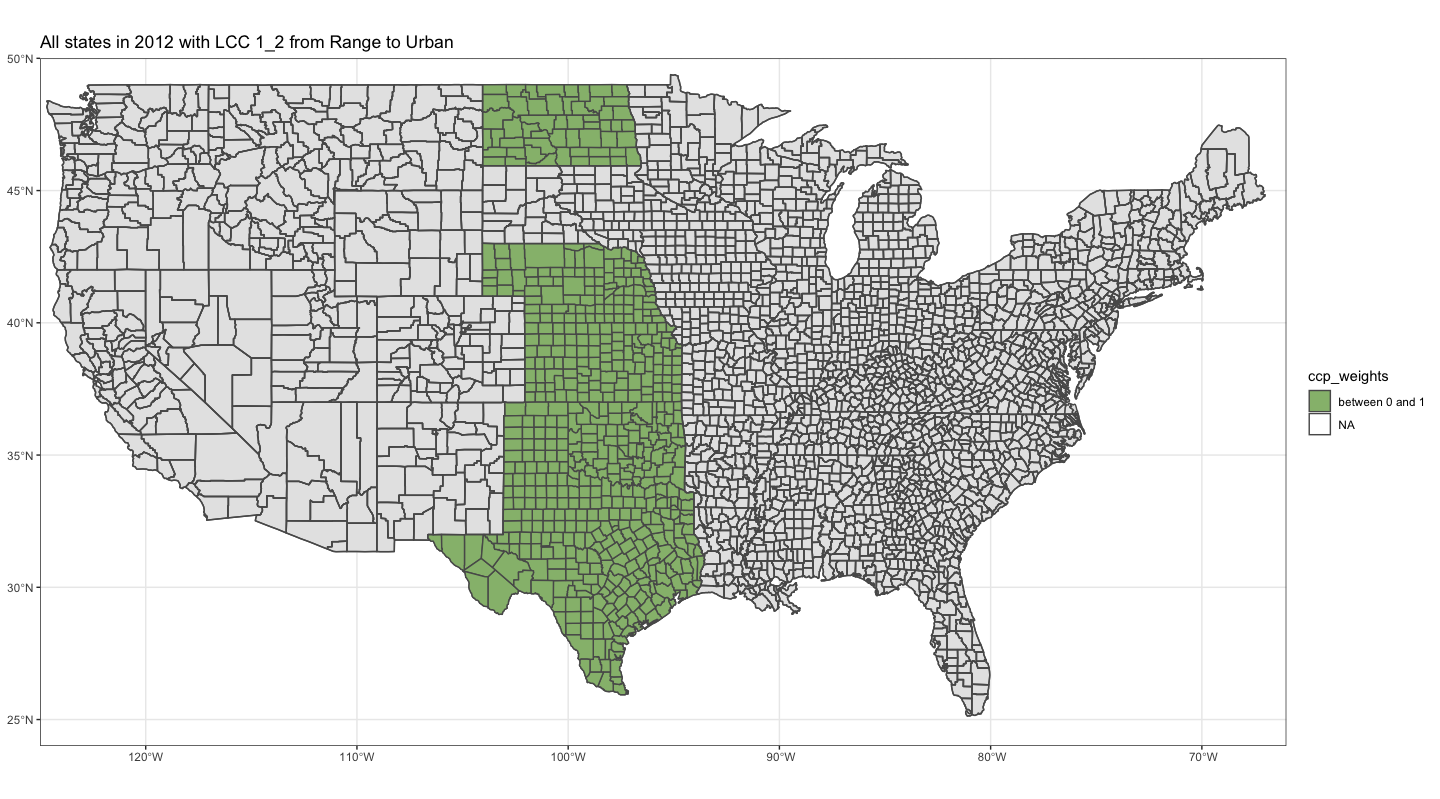 All states in 2012 with LCC 1_2 from Range to Urban
50°N
45°N
40°N
35°N
30°N
25°N
120°W
110°W
100°W
90°W
80°W
70°W
ccp_weights
between 0 and 1
NA